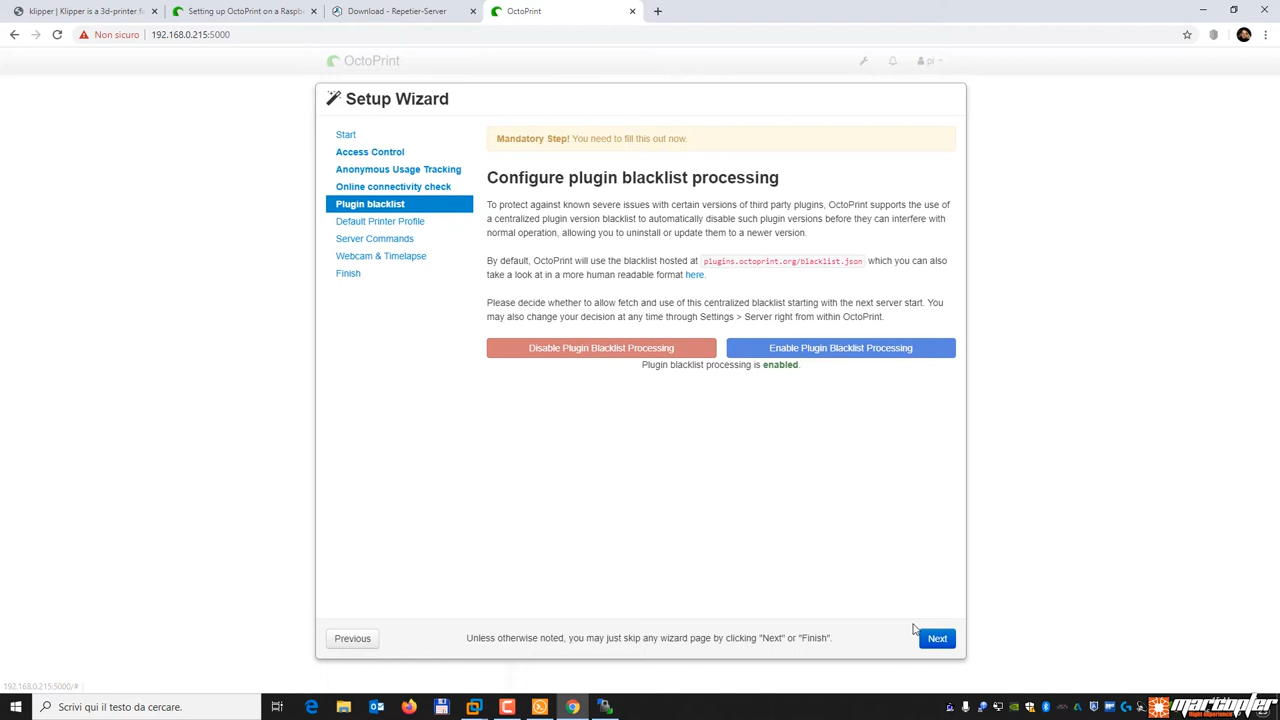 klipper | Klipper is a 3d-printer fi
Setting up OctoPrint on a Raspb
Download - Repetier-Server
OctoPrint
Non sicuro
192.168.0.215:5000
OctoPrint
pi
Setup Wizard
Start
Access Control
Anonymous Usage Tracking
Online connectivity check
Plugin blacklist
Default Printer Profile
Server Commands
Webcam & Timelapse
Finish
Mandatory Step! You need to fill this out now.
Configure plugin blacklist processing
To protect against known severe issues with certain versions of third party plugins, OctoPrint supports the use of
a centralized plugin version blacklist to automatically disable such plugin versions before they can interfere with
normal operation, allowing you to uninstall or update them to a newer version.
By default, OctoPrint will use the blacklist hosted at plugins.octoprint.org/blacklist.json which you can also
take a look at in a more human readable format here.
Please decide whether to allow fetch and use of this centralized blacklist starting with the next server start. You
may also change your decision at any time through Settings > Server right from within OctoPrint.
Disable Plugin Blacklist Processing
Enable Plugin Blacklist Processing
Plugin blacklist processing is enabled.
Previous
Unless otherwise noted, you may just skip any wizard page by clicking "Next" or "Finish".
Next
192.168.0.215:5000/#
Scrivi qui il testo da cercare.